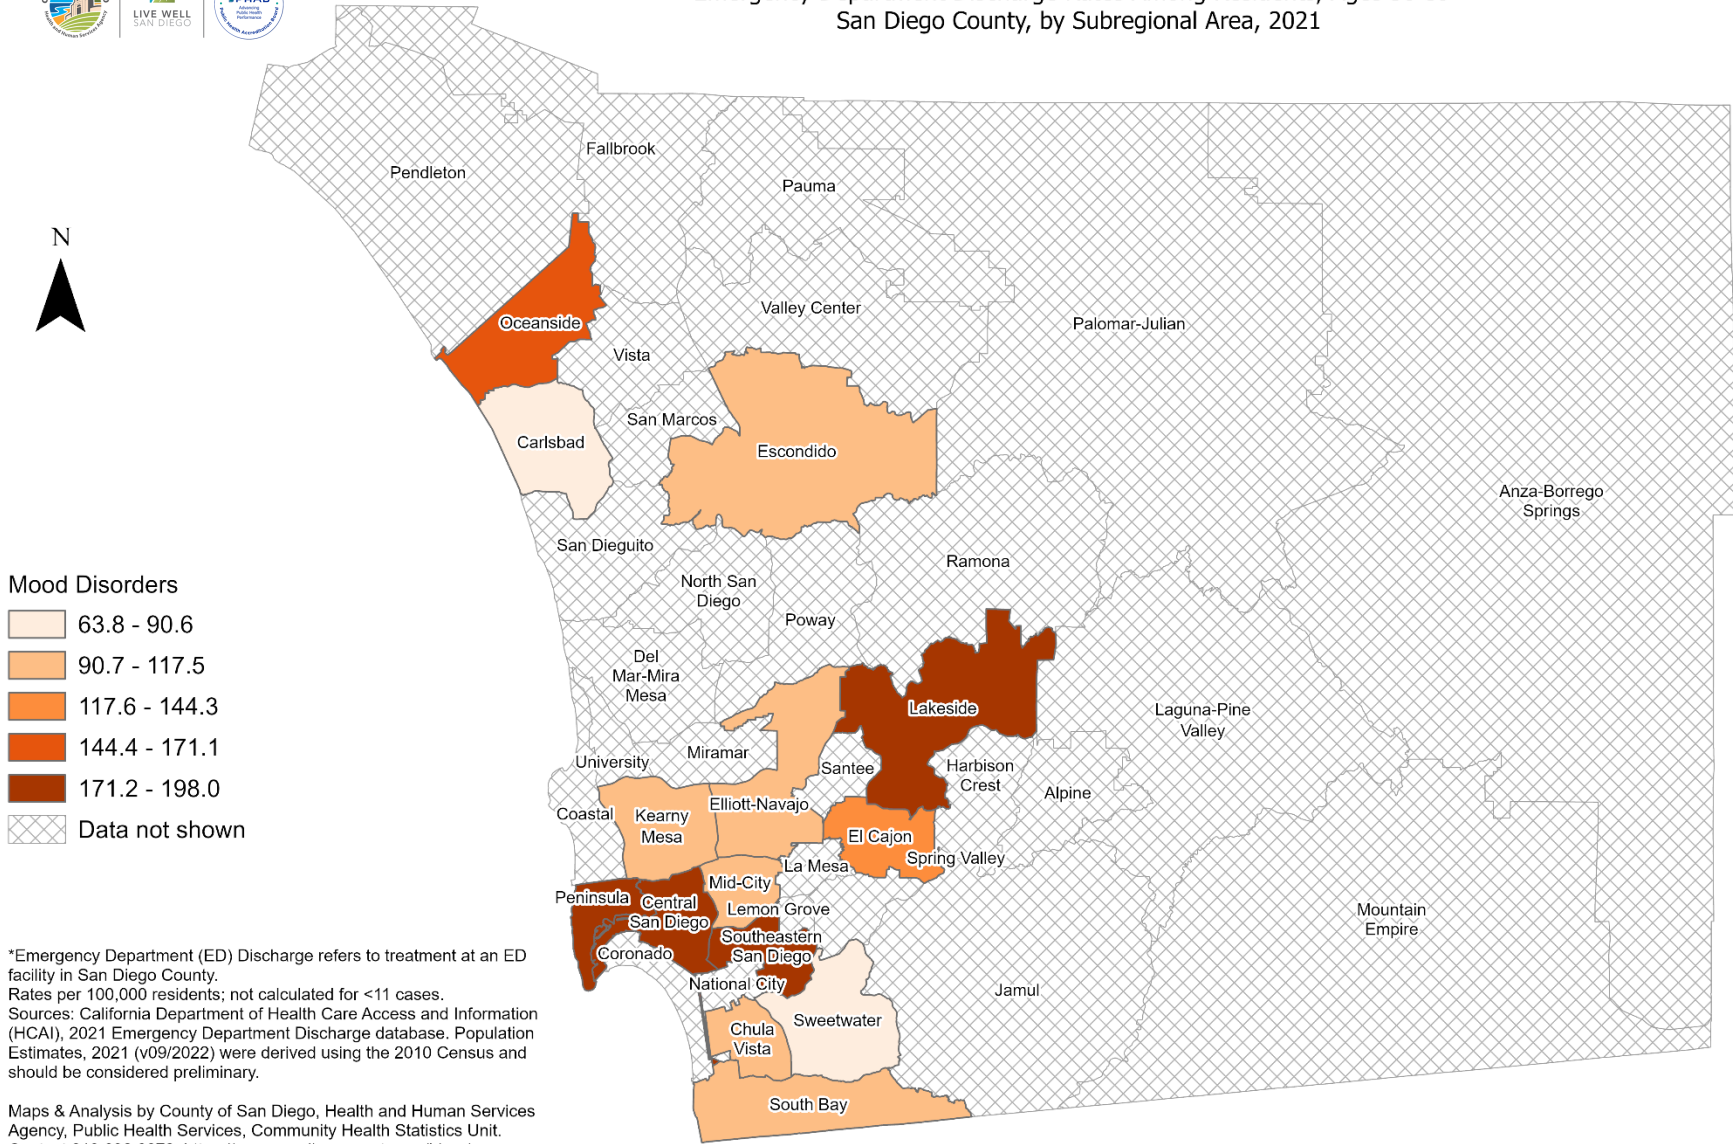 LIVE WELL
SAN DIEGO
San Diego County, by Subregional Area, 2021
N
Fallbrook
Pendleton
Pauma
Oceanside
Valley Center
Palomar-Julian
Vista
San Marcos
Carlsbad
Escondido
Anza-Borrego
Springs
San Dieguito
Ramona
North San
Diego
Poway
Del
Mar-Mira
Mesa
Lakeside
Laguna-Pine
Valley
Miramar
University
Santee
Harbison
Crest
Alpine
Coastal
Elliott-Navajo
Kearny
Mesa
El Cajon
Spring Valley
La Mesa
Mid-City
Peninsula
Central
San Diego
Lemon Grove
Mountain
Empire
Southeastern
San Diego
Coronado
National City
Jamul
Sweetwater
Chula
Vista
South Bay
Mood Disorders
63.8 - 90.6
90.7 - 117.5
117.6 - 144.3
144.4 - 171.1
171.2 - 198.0
Data not shown
*Emergency Department (ED) Discharge refers to treatment at an ED
facility in San Diego County.
Rates per 100,000 residents; not calculated for <11 cases.
Sources: California Department of Health Care Access and Information
(HCAI), 2021 Emergency Department Discharge database. Population
Estimates, 2021 (v09/2022) were derived using the 2010 Census and
should be considered preliminary.
Maps & Analysis by County of San Diego, Health and Human Services
Agency, Public Health Services, Community Health Statistics Unit.